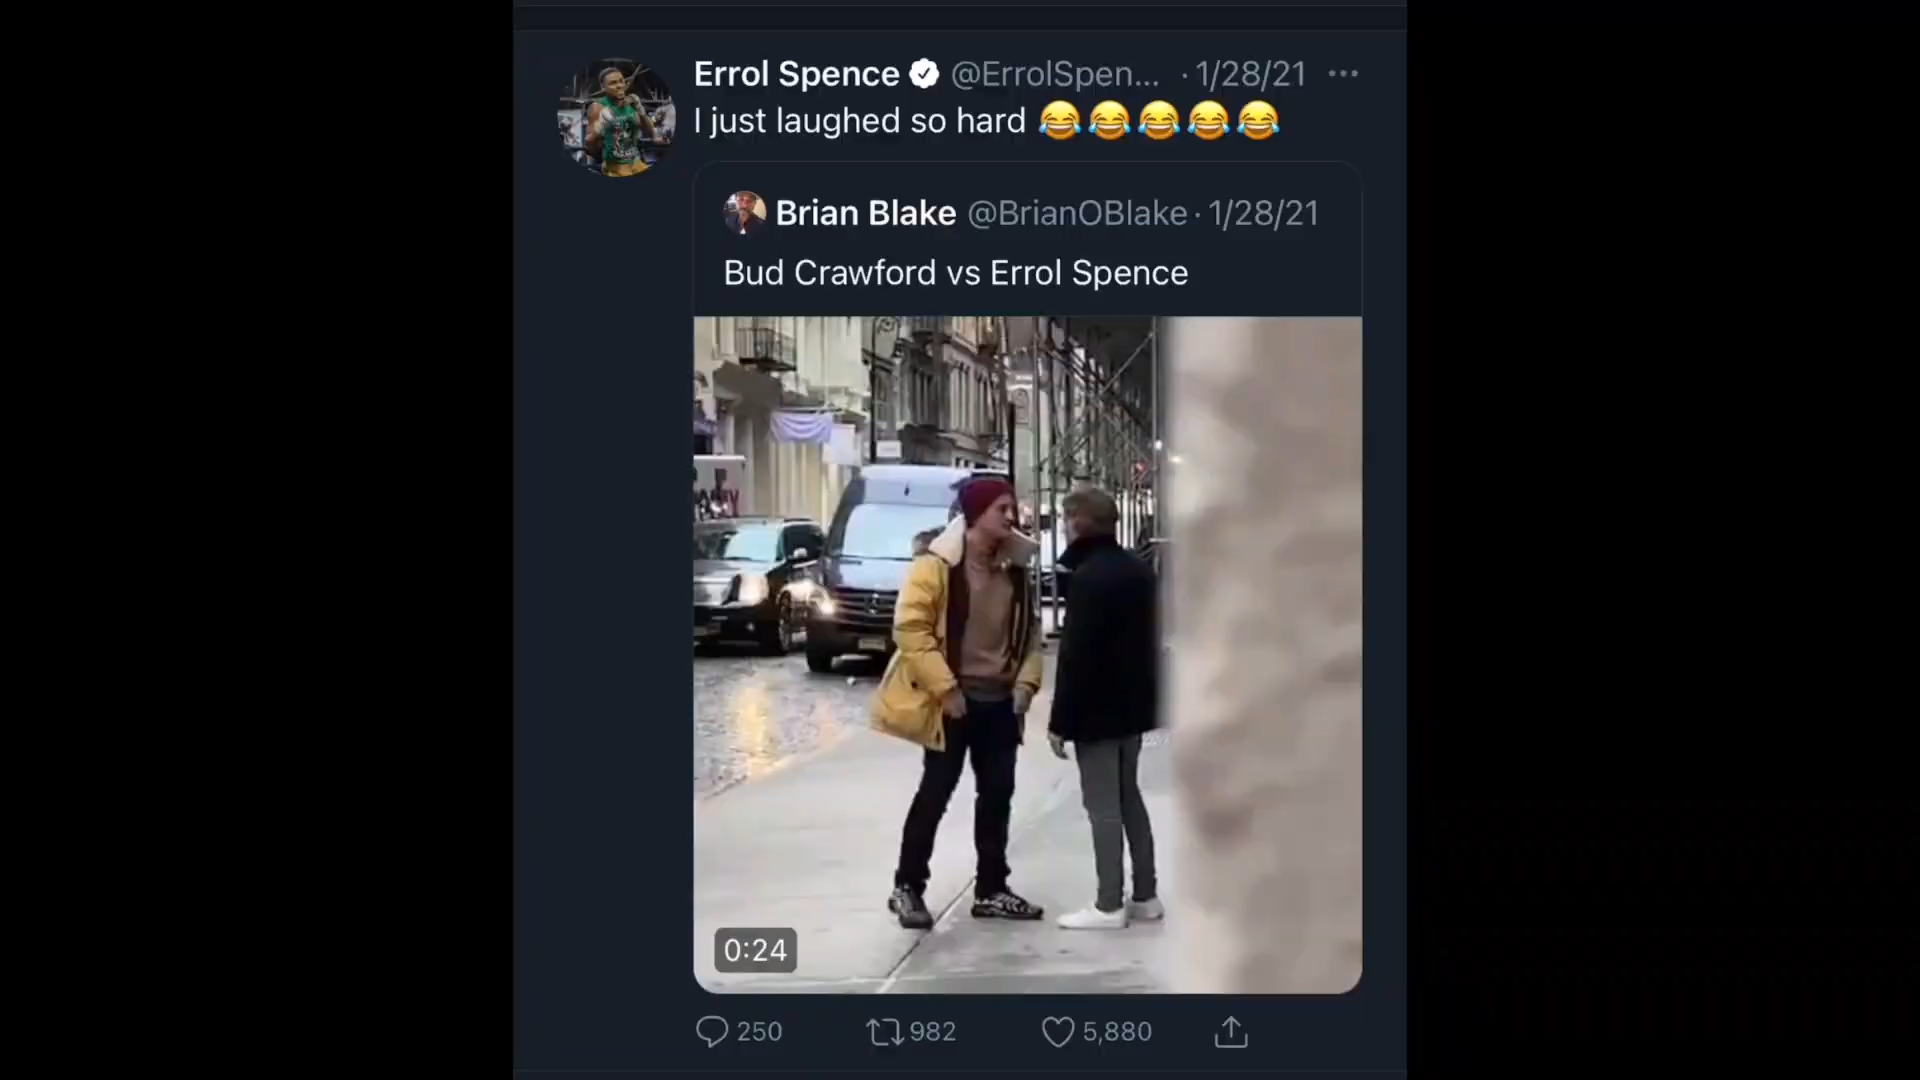 Errol Spence @ErrolSpen... · 1/28/21
I just laughed so hard 😂😂😂😂😂
Brian Blake @BrianOBlake · 1/28/21
Bud Crawford vs Errol Spence
0:24
250 982 5,880